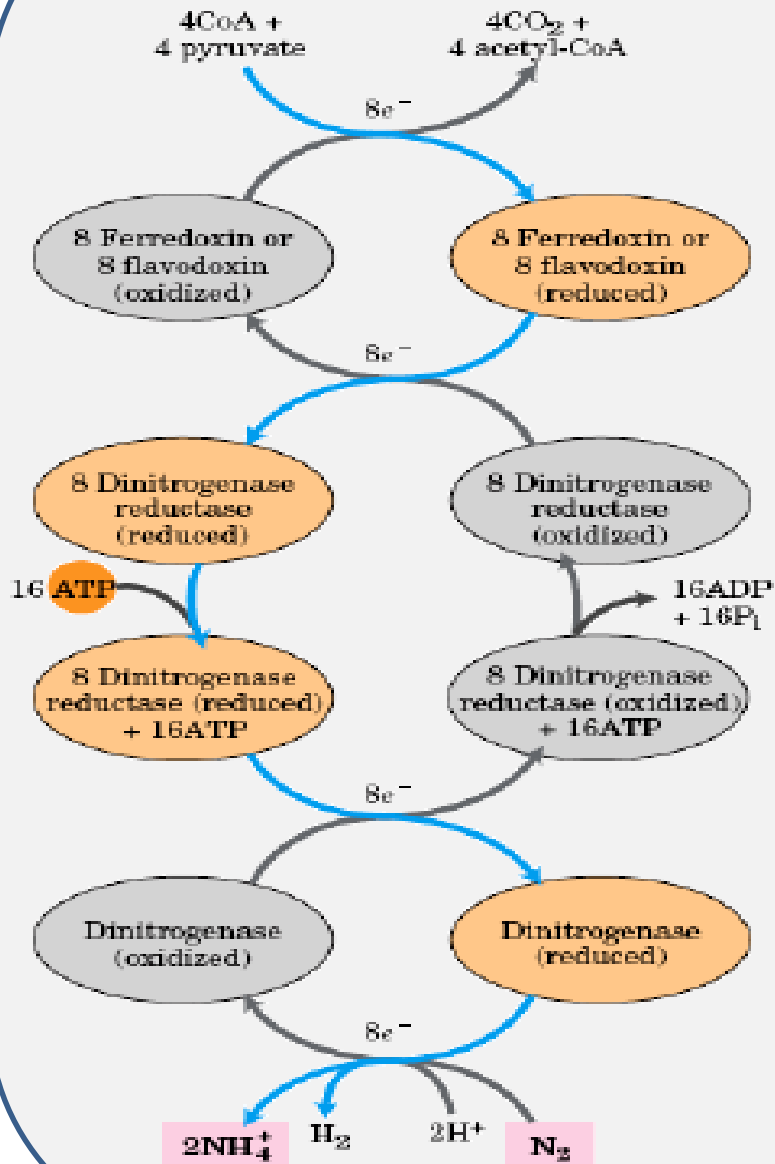 4CoA +
4 pyruvate
4CO₂ +
4 acetyl-CoA
8e⁻
8 Ferredoxin or
8 flavodoxin
(oxidized)
8 Ferredoxin or
8 flavodoxin
(reduced)
8e⁻
8 Dinitrogenase
reductase
(reduced)
8 Dinitrogenase
reductase
(oxidized)
16 ATP
16ADP
+ 16Pᵢ
8 Dinitrogenase
reductase (reduced)
+ 16ATP
8 Dinitrogenase
reductase (oxidized)
+ 16ATP
8e⁻
Dinitrogenase
(oxidized)
Dinitrogenase
(reduced)
8e⁻
2NH₄⁺
H₂
2H⁺
N₂